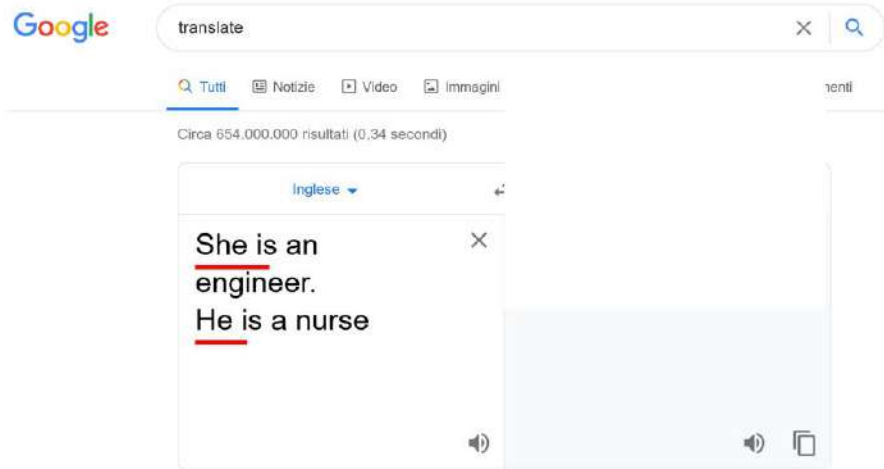 Google
translate
Tutti Notizie Video Immagini
Circa 654.000.000 risultati (0,34 secondi)
Inglese
She is an
engineer.
He is a nurse